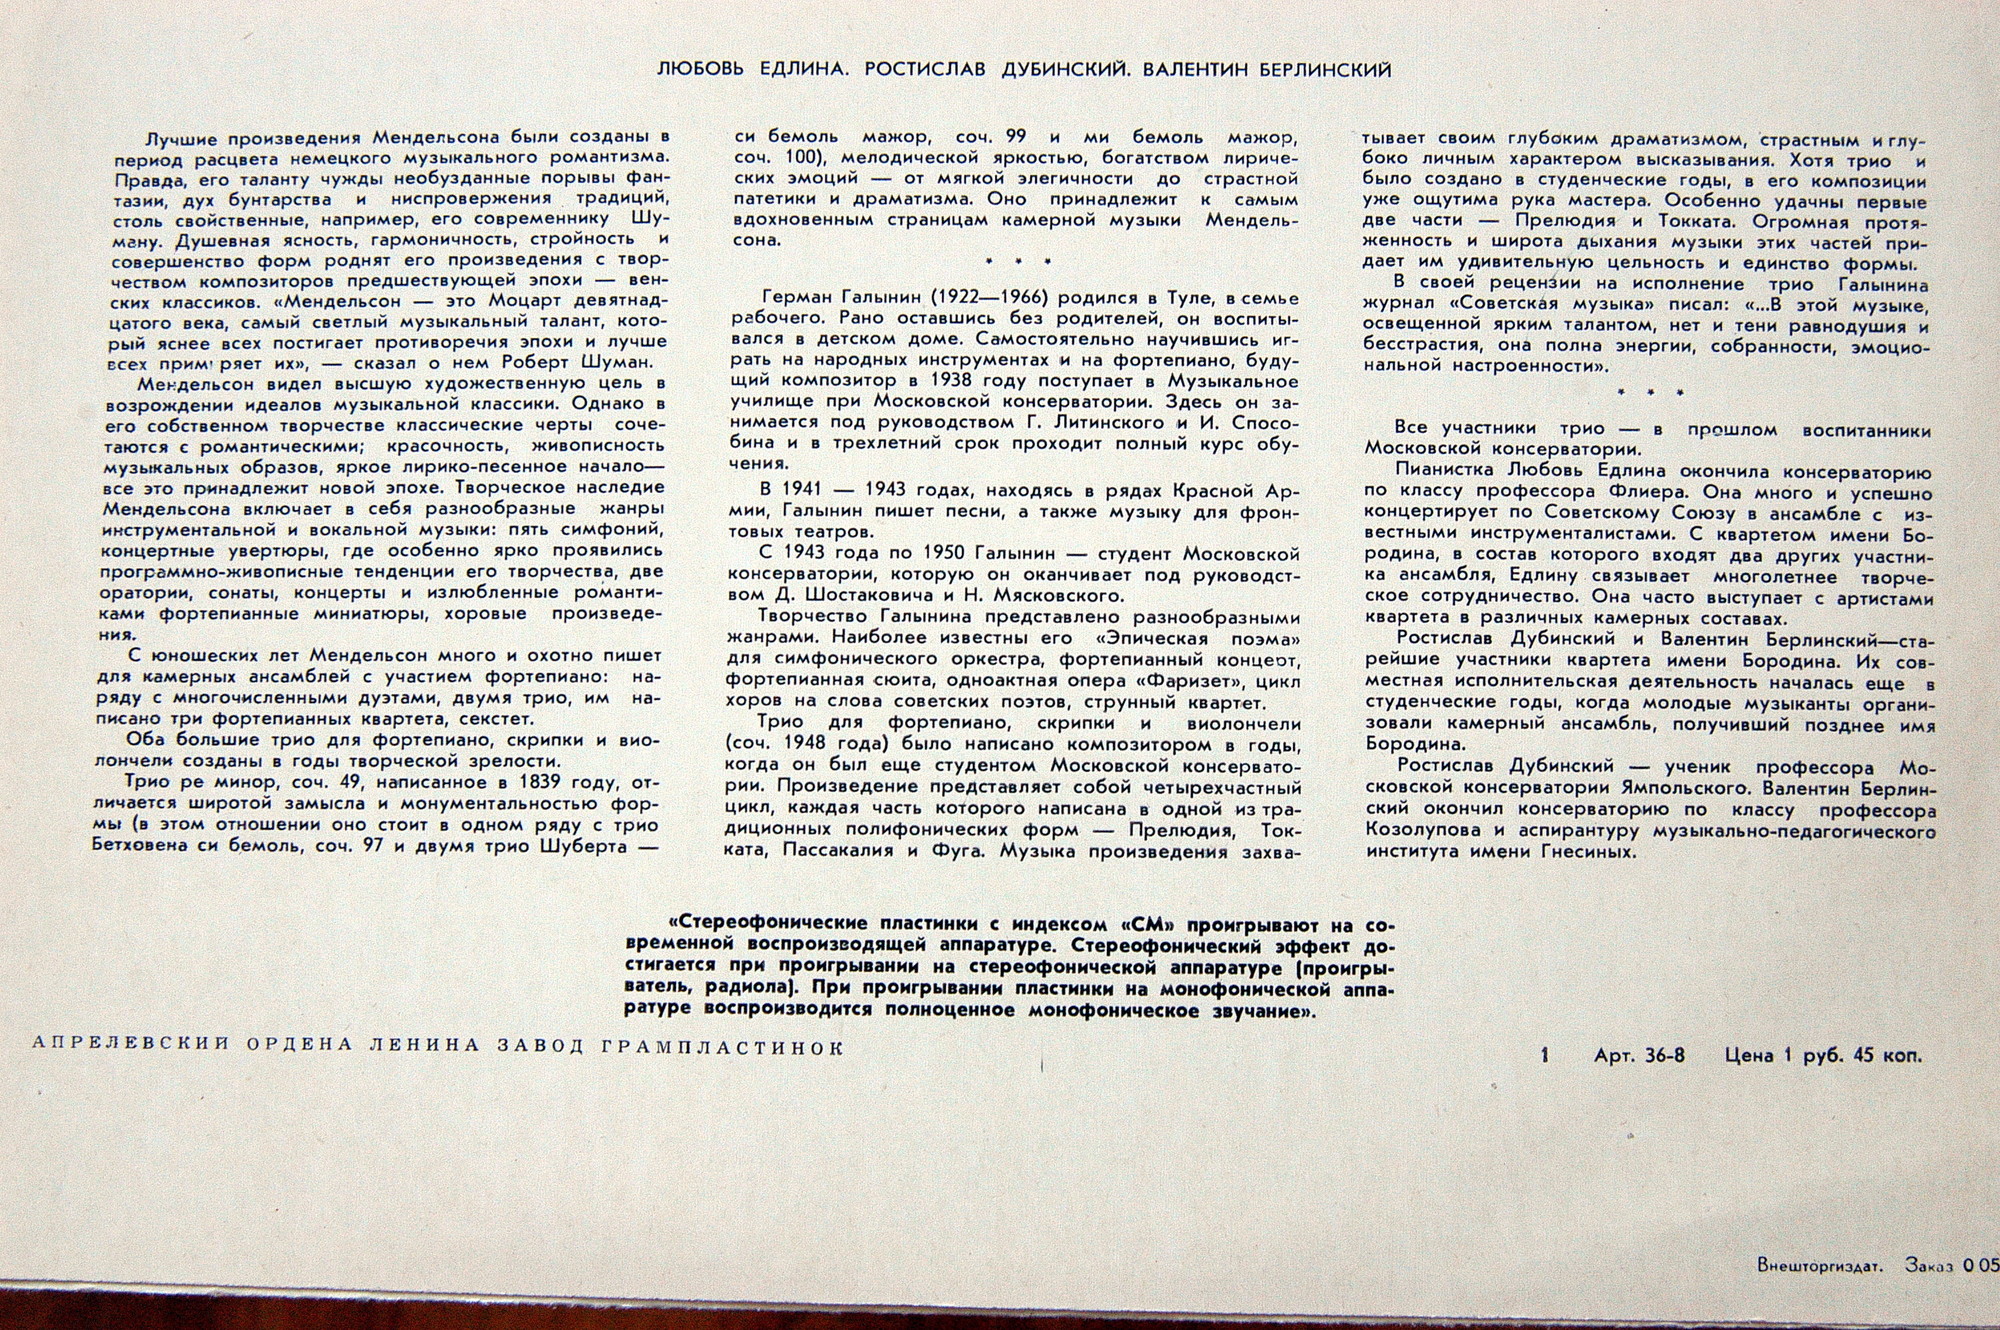 ЛЮБОВЬ ЕДЛИНА. РОСТИСЛАВ ДУБИНСКИЙ. ВАЛЕНТИН БЕРЛИНСКИЙ
Лучшие произведения Мендельсона были созданы в
период расцвета немецкого музыкального романтизма.
Правда, его таланту чужды необузданные порывы фан-
тазии, дух бунтарства и ниспровержения традиций,
столь свойственные, например, его современнику Шу-
ману. Душевная ясность, гармоничность, стройность и
совершенство форм роднят его произведения с твор-
чеством композиторов предшествующей эпохи — вен-
ских классиков. «Мендельсон — это Моцарт девятнад-
цатого века, самый светлый музыкальный талант, кото-
рый яснее всех постигает противоречия эпохи и лучше
всех примиряет их», — сказал о нем Роберт Шуман.
Мендельсон видел высшую художественную цель в
возрождении идеалов музыкальной классики. Однако в
его собственном творчестве классические черты соче-
таются с романтическими; красочность, живописность
музыкальных образов, яркое лирико-песенное начало—
все это принадлежит новой эпохе. Творческое наследие
Мендельсона включает в себя разнообразные жанры
инструментальной и вокальной музыки: пять симфоний,
концертные увертюры, где особенно ярко проявились
программно-живописные тенденции его творчества, две
оратории, сонаты, концерты и излюбленные романти-
ками фортепианные миниатюры, хоровые произведе-
ния.
С юношеских лет Мендельсон много и охотно пишет
для камерных ансамблей с участием фортепиано: на-
ряду с многочисленными дуэтами, двумя трио, им на-
писано три фортепианных квартета, секстет.
Оба большие трио для фортепиано, скрипки и вио-
лончели созданы в годы творческой зрелости.
Трио ре минор, соч. 49, написанное в 1839 году, от-
личается широтой замысла и монументальностью фор-
мы (в этом отношении оно стоит в одном ряду с трио
Бетховена си бемоль, соч. 97 и двумя трио Шуберта —
си бемоль мажор, соч. 99 и ми бемоль мажор,
соч. 100), мелодической яркостью, богатством лириче-
ских эмоций — от мягкой элегичности до страстной
патетики и драматизма. Оно принадлежит к самым
вдохновенным страницам камерной музыки Мендель-
сона.
* * *
Герман Галынин (1922—1966) родился в Туле, в семье
рабочего. Рано оставшись без родителей, он воспиты-
вался в детском доме. Самостоятельно научившись иг-
рать на народных инструментах и на фортепиано, буду-
щий композитор в 1938 году поступает в Музыкальное
училище при Московской консерватории. Здесь он за-
нимается под руководством Г. Литинского и И. Спосо-
бина и в трехлетний срок проходит полный курс обу-
чения.
В 1941 — 1943 годах, находясь в рядах Красной Ар-
мии, Галынин пишет песни, а также музыку для фрон-
товых театров.
С 1943 года по 1950 Галынин — студент Московской
консерватории, которую он оканчивает под руководст-
вом Д. Шостаковича и Н. Мясковского.
Творчество Галынина представлено разнообразными
жанрами. Наиболее известны его «Эпическая поэма»
для симфонического оркестра, фортепианный концерт,
фортепианная сюита, одноактная опера «Фаризет», цикл
хоров на слова советских поэтов, струнный квартет.
Трио для фортепиано, скрипки и виолончели
(соч. 1948 года) было написано композитором в годы,
когда он был еще студентом Московской консервато-
рии. Произведение представляет собой четырехчастный
цикл, каждая часть которого написана в одной из тра-
диционных полифонических форм — Прелюдия, Ток-
ката, Пассакалия и Фуга. Музыка произведения захва-
тывает своим глубоким драматизмом, страстным и глу-
боко личным характером высказывания. Хотя трио и
было создано в студенческие годы, в его композиции
уже ощутима рука мастера. Особенно удачны первые
две части — Прелюдия и Токката. Огромная протя-
женность и широта дыхания музыки этих частей при-
дает им удивительную цельность и единство формы.
В своей рецензии на исполнение трио Галынина
журнал «Советская музыка» писал: «...В этой музыке,
освещенной ярким талантом, нет и тени равнодушия и
бесстрастия, она полна энергии, собранности, эмоцио-
нальной настроенности».
* * *
Все участники трио — в прошлом воспитанники
Московской консерватории.
Пианистка Любовь Едлина окончила консерваторию
по классу профессора Флиера. Она много и успешно
концертирует по Советскому Союзу в ансамбле с из-
вестными инструменталистами. С квартетом имени Бо-
родина, в состав которого входят два других участни-
ка ансамбля, Едлину связывает многолетнее творче-
ское сотрудничество. Она часто выступает с артистами
квартета в различных камерных составах.
Ростислав Дубинский и Валентин Берлинский—ста-
рейшие участники квартета имени Бородина. Их сов-
местная исполнительская деятельность началась еще в
студенческие годы, когда молодые музыканты органи-
зовали камерный ансамбль, получивший позднее имя
Бородина.
Ростислав Дубинский — ученик профессора Мо-
сковской консерватории Ямпольского. Валентин Берлин-
ский окончил консерваторию по классу профессора
Козолупова и аспирантуру музыкально-педагогического
института имени Гнесиных.
«Стереофонические пластинки с индексом «СМ» проигрывают на со-
временной воспроизводящей аппаратуре. Стереофонический эффект до-
стигается при проигрывании на стереофонической аппаратуре (проигры-
ватель, радиола). При проигрывании пластинки на монофонической аппа-
ратуре воспроизводится полноценное монофоническое звучание».
АПРЕЛЕВСКИЙ ОРДЕНА ЛЕНИНА ЗАВОД ГРАМПЛАСТИНОК
1 Арт. 36-8 Цена 1 руб. 45 коп.
Внешторгиздат. Заказ 0 05